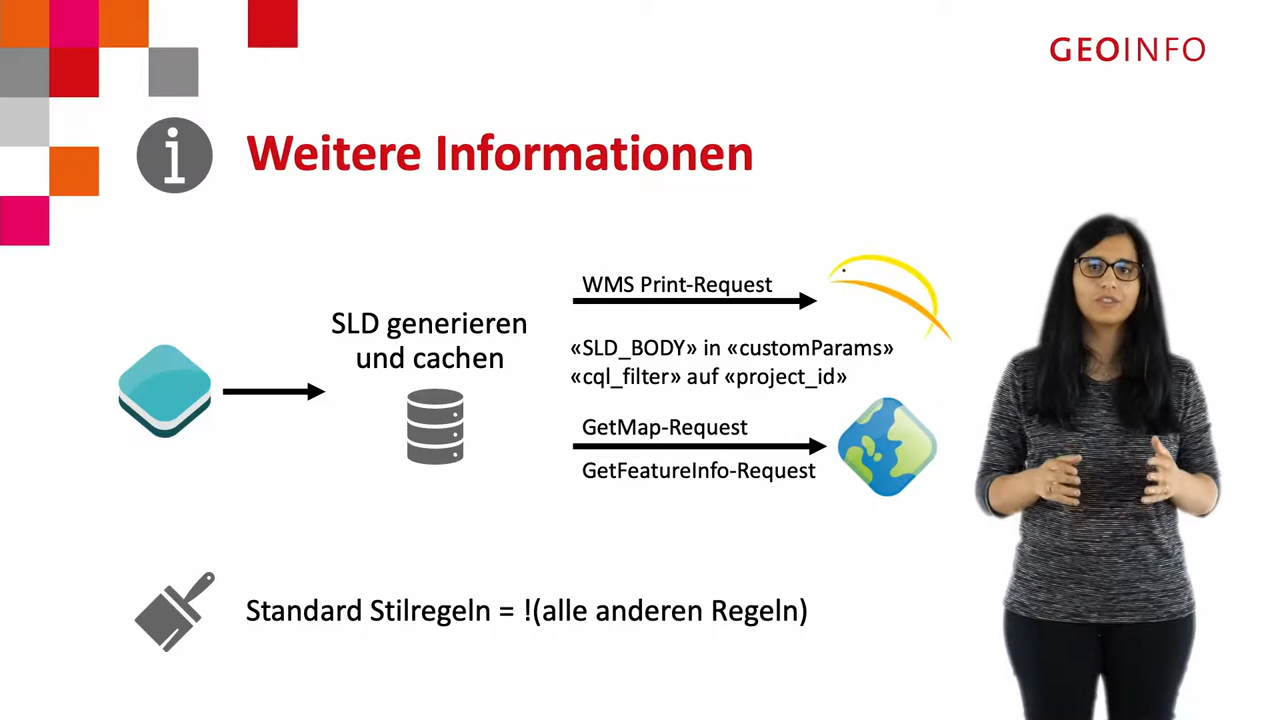 GEOINFO
Weitere Informationen
SLD generieren
und cachen
WMS Print-Request
«SLD_BODY» in «customParams»
«cql_filter» auf «project_id»
GetMap-Request
GetFeatureInfo-Request
Standard Stilregeln = !(alle anderen Regeln)